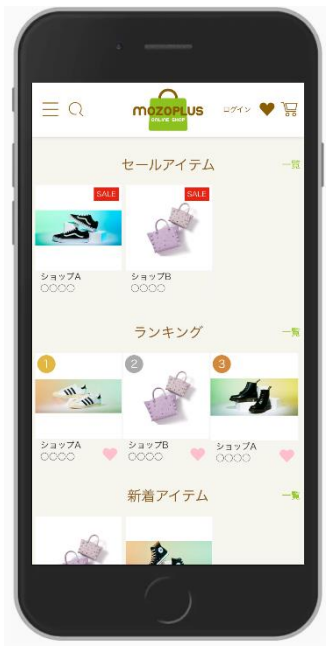 mozoPLUS
ONLINE SHOP
ログイン
セールアイテム
一覧
SALE
SALE
ショップA
○○○○
ショップB
○○○○
ランキング
一覧
1
2
3
ショップA
○○○○
ショップB
○○○○
ショップA
○○○○
新着アイテム
一覧